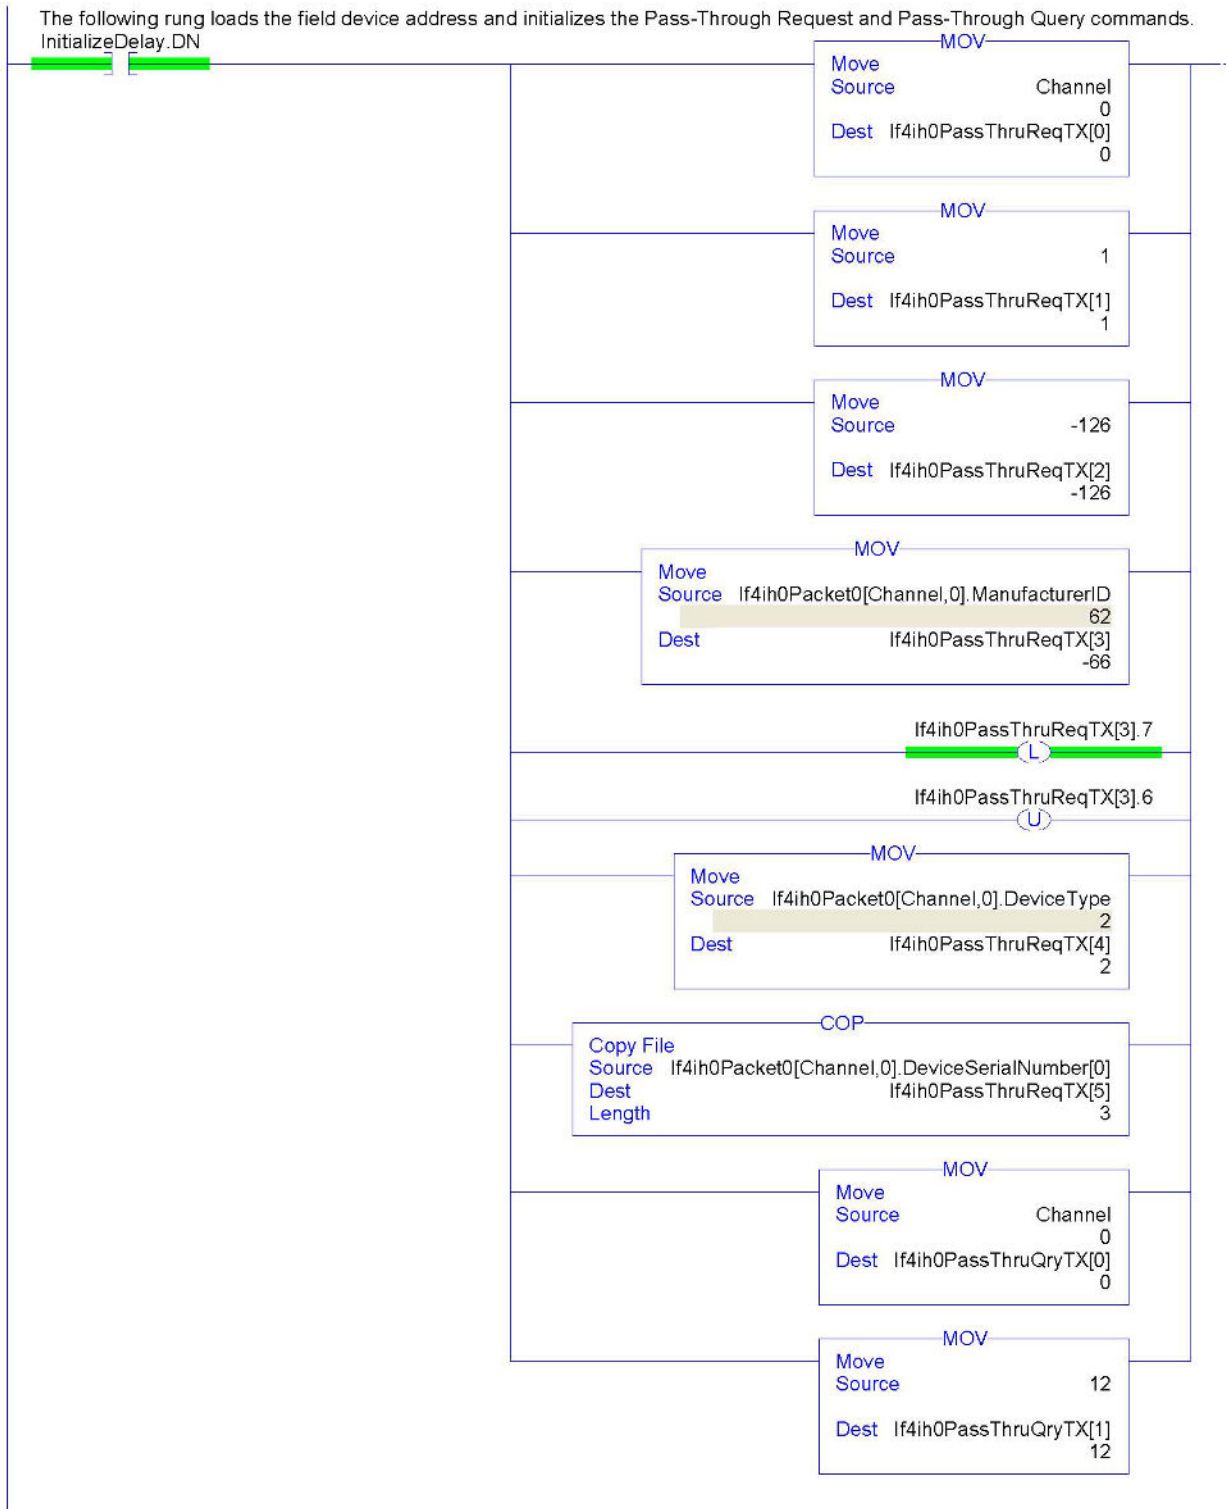 The following rung loads the field device address and initializes the Pass-Through Request and Pass-Through Query commands.
InitializeDelay.DN
MOV
Move
Source Channel
0
Dest If4ih0PassThruReqTX[0]
0
MOV
Move
Source 1
Dest If4ih0PassThruReqTX[1]
1
MOV
Move
Source -126
Dest If4ih0PassThruReqTX[2]
-126
MOV
Move
Source If4ih0Packet0[Channel,0].ManufacturerID
62
Dest If4ih0PassThruReqTX[3]
-66
If4ih0PassThruReqTX[3].7
L
If4ih0PassThruReqTX[3].6
U
MOV
Move
Source If4ih0Packet0[Channel,0].DeviceType
2
Dest If4ih0PassThruReqTX[4]
2
COP
Copy File
Source If4ih0Packet0[Channel,0].DeviceSerialNumber[0]
Dest If4ih0PassThruReqTX[5]
Length 3
MOV
Move
Source Channel
0
Dest If4ih0PassThruQryTX[0]
0
MOV
Move
Source 12
Dest If4ih0PassThruQryTX[1]
12